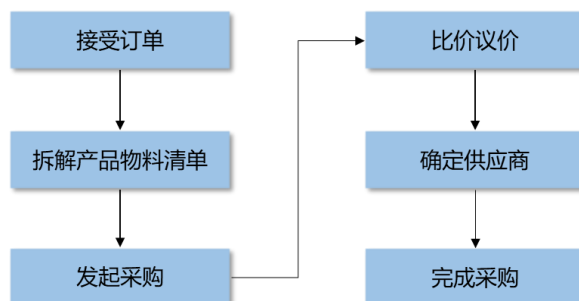 接受订单
拆解产品物料清单
发起采购
比价议价
确定供应商
完成采购